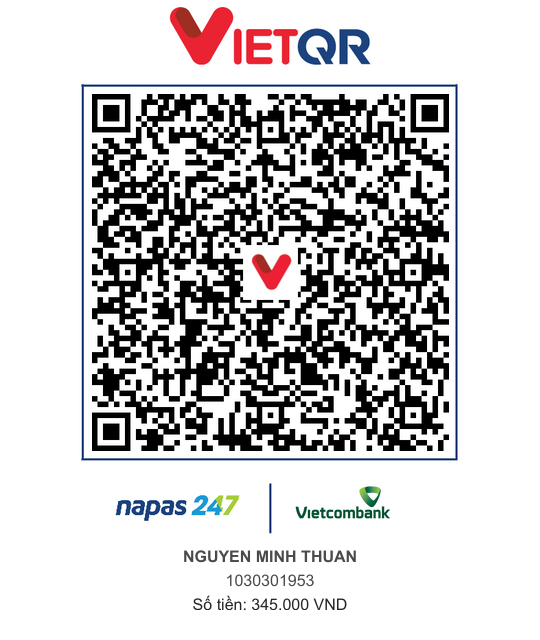 VIETQR
napas 247
Vietcombank
NGUYEN MINH THUAN
1030301953
Số tiền: 345.000 VND